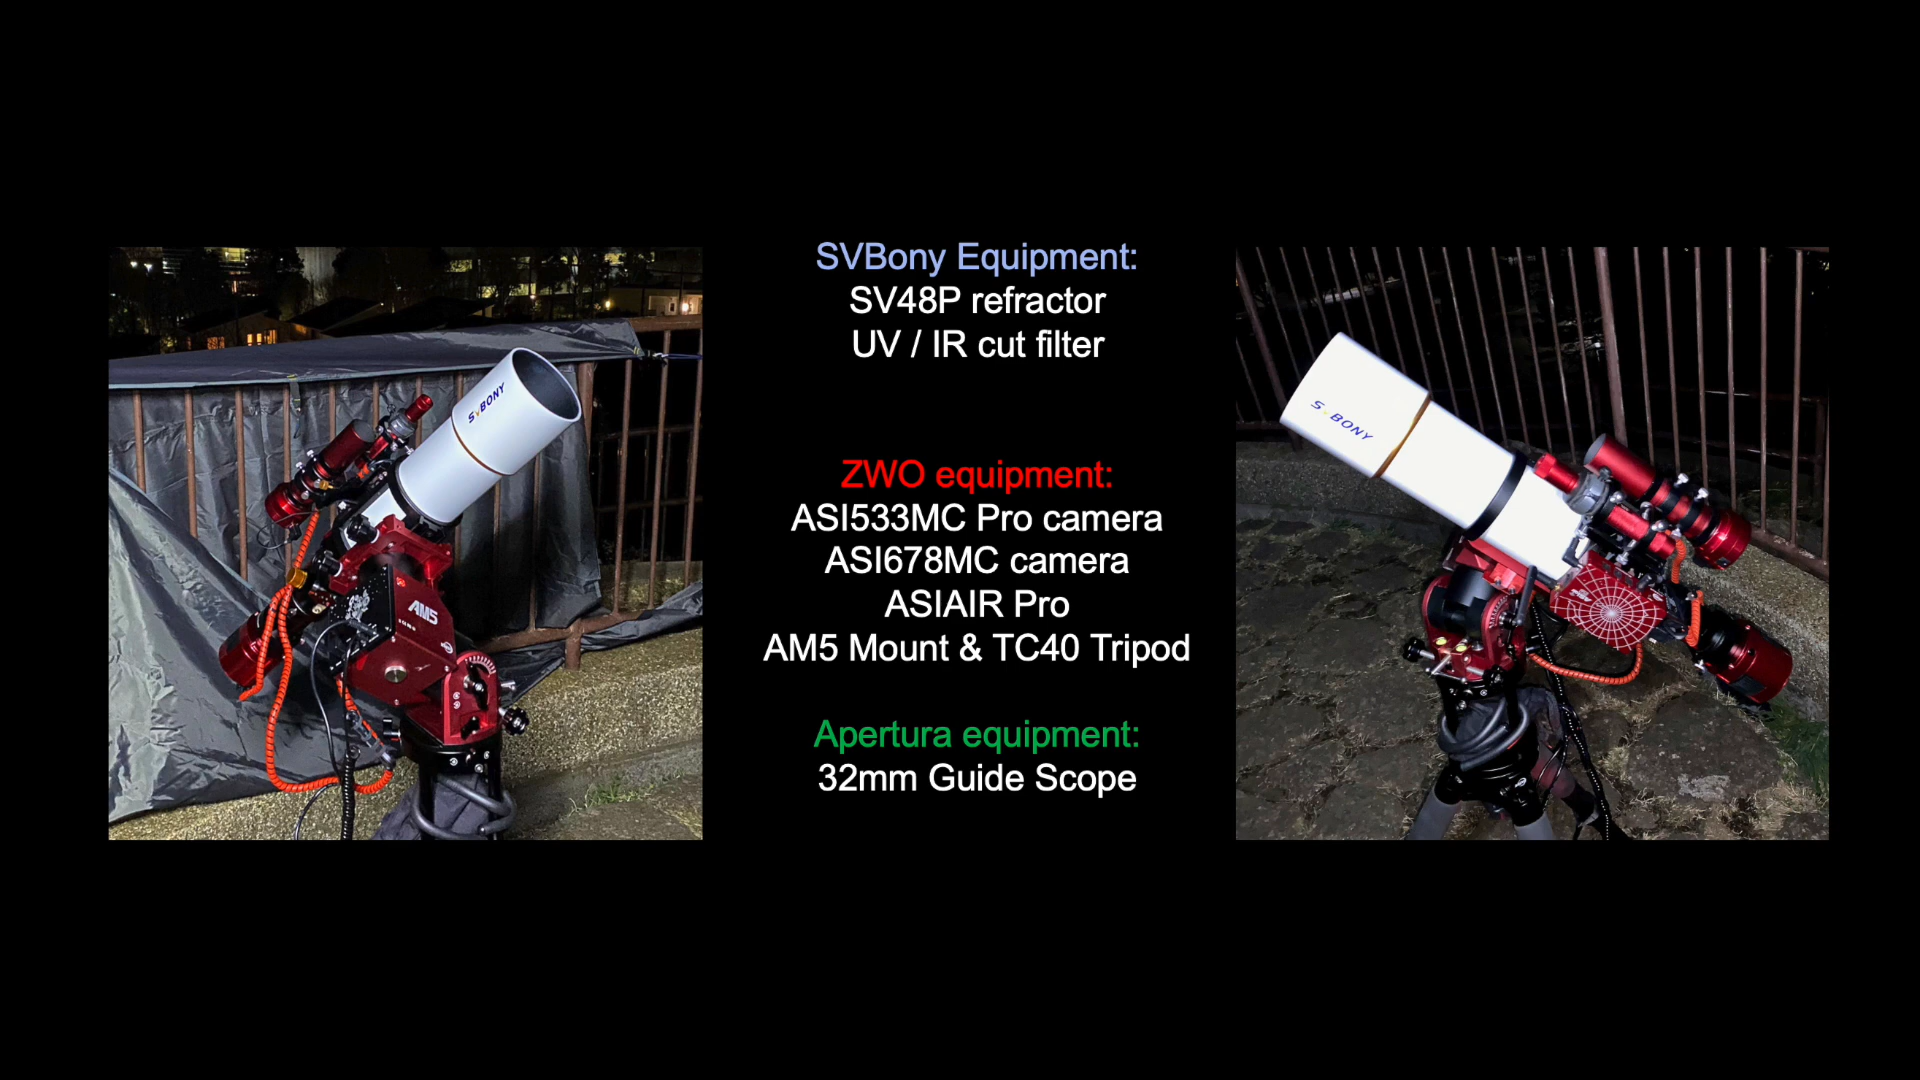 SVBONY
AM5
SVBony Equipment:
SV48P refractor
UV / IR cut filter
ZWO equipment:
ASI533MC Pro camera
ASI678MC camera
ASIAIR Pro
AM5 Mount & TC40 Tripod
Apertura equipment:
32mm Guide Scope
SVBONY